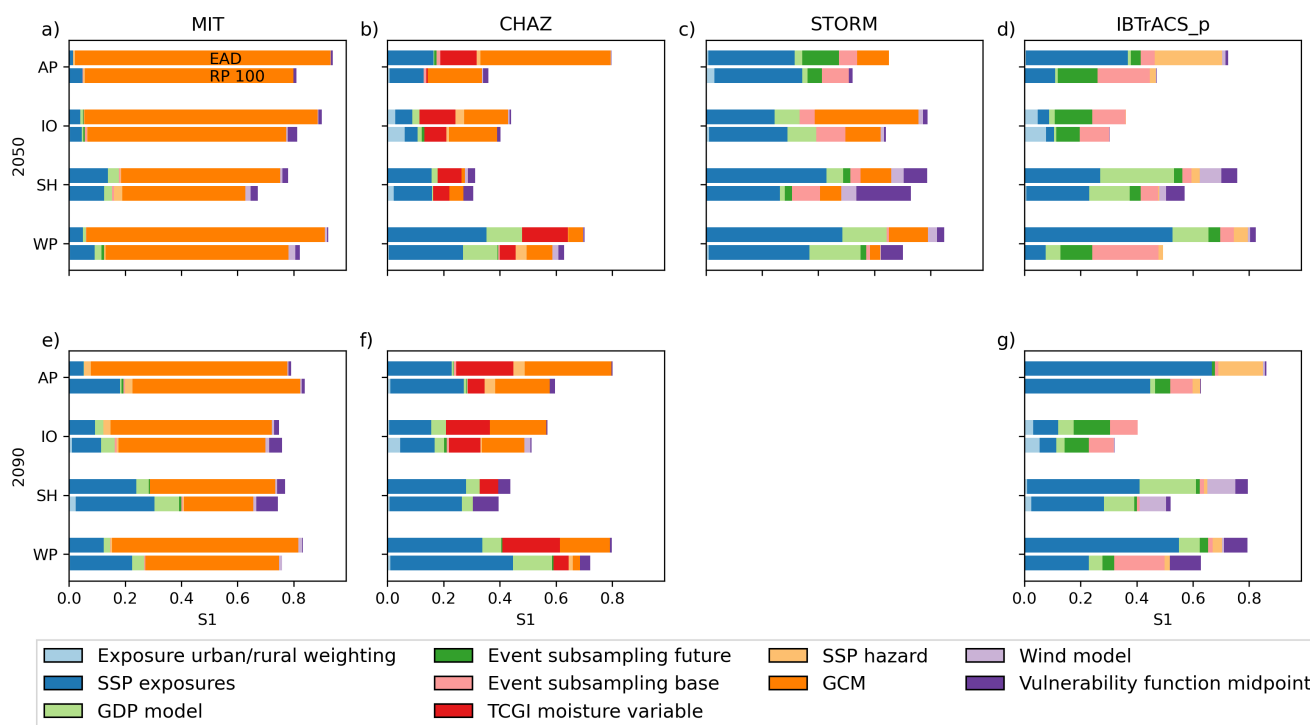 a) MIT b) CHAZ c) STORM d) IBTrACS_p
AP EAD
RP 100
IO
2050
SH
WP
e) f) g)
AP
IO
2090
SH
WP
0.0 0.2 0.4 0.6 0.8 0.0 0.2 0.4 0.6 0.8 0.0 0.2 0.4 0.6 0.8
S1 S1 S1
Exposure urban/rural weighting Event subsampling future SSP hazard Wind model
SSP exposures Event subsampling base GCM Vulnerability function midpoint
GDP model TCGI moisture variable